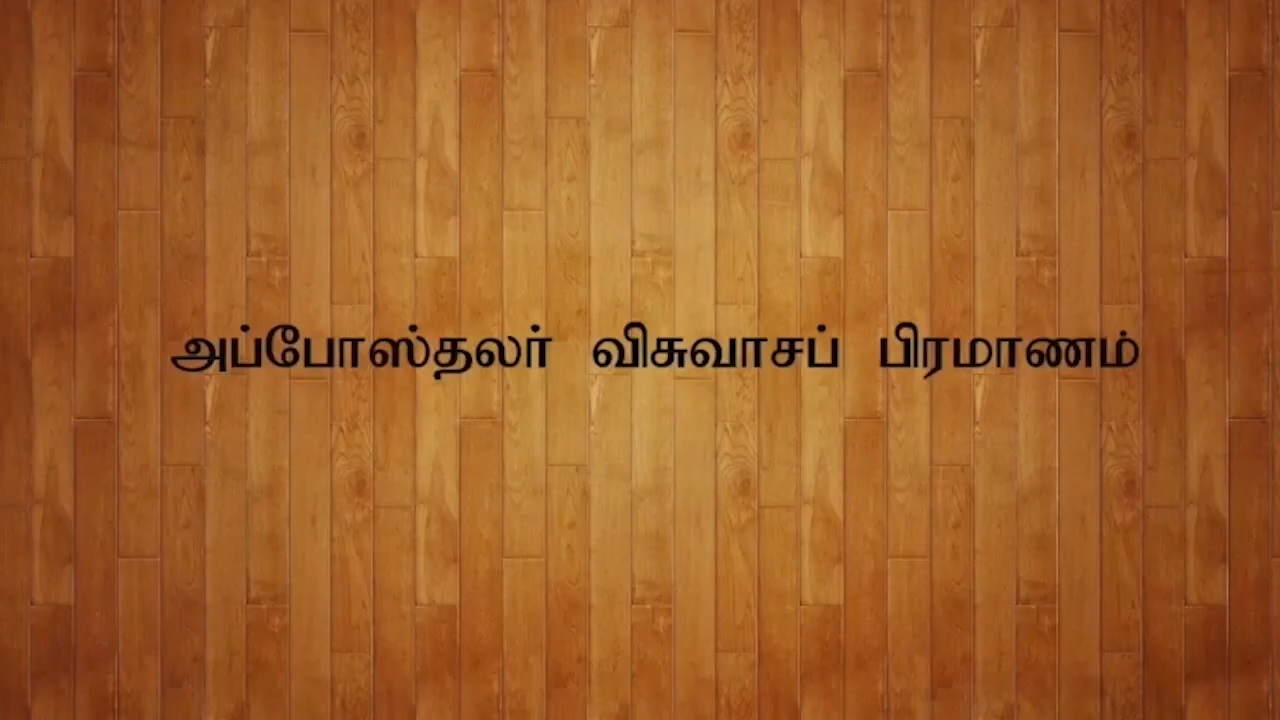 அப்போஸ்தலர் விசுவாசப் பிரமாணம்